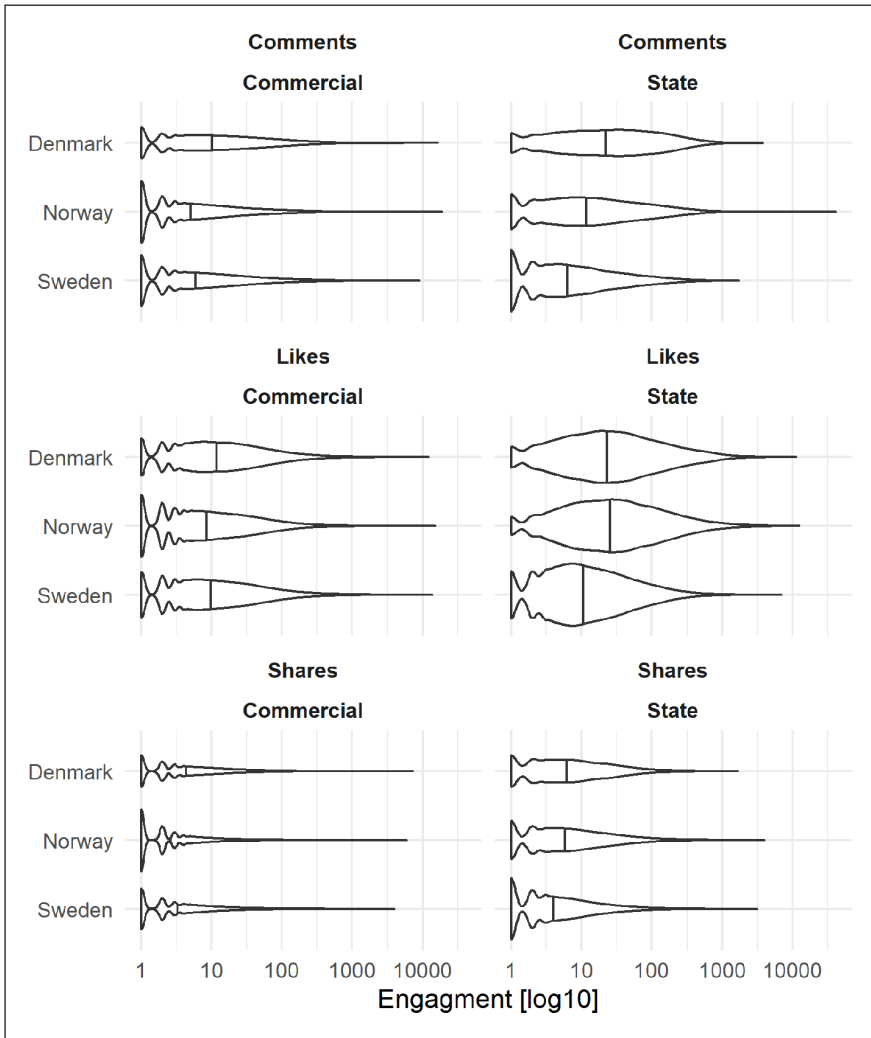 Comments Comments
Commercial State
Denmark
Norway
Sweden
Likes Likes
Commercial State
Denmark
Norway
Sweden
Shares Shares
Commercial State
Denmark
Norway
Sweden
1 10 100 1000 10000 1 10 100 1000 10000
Engagment [log10]